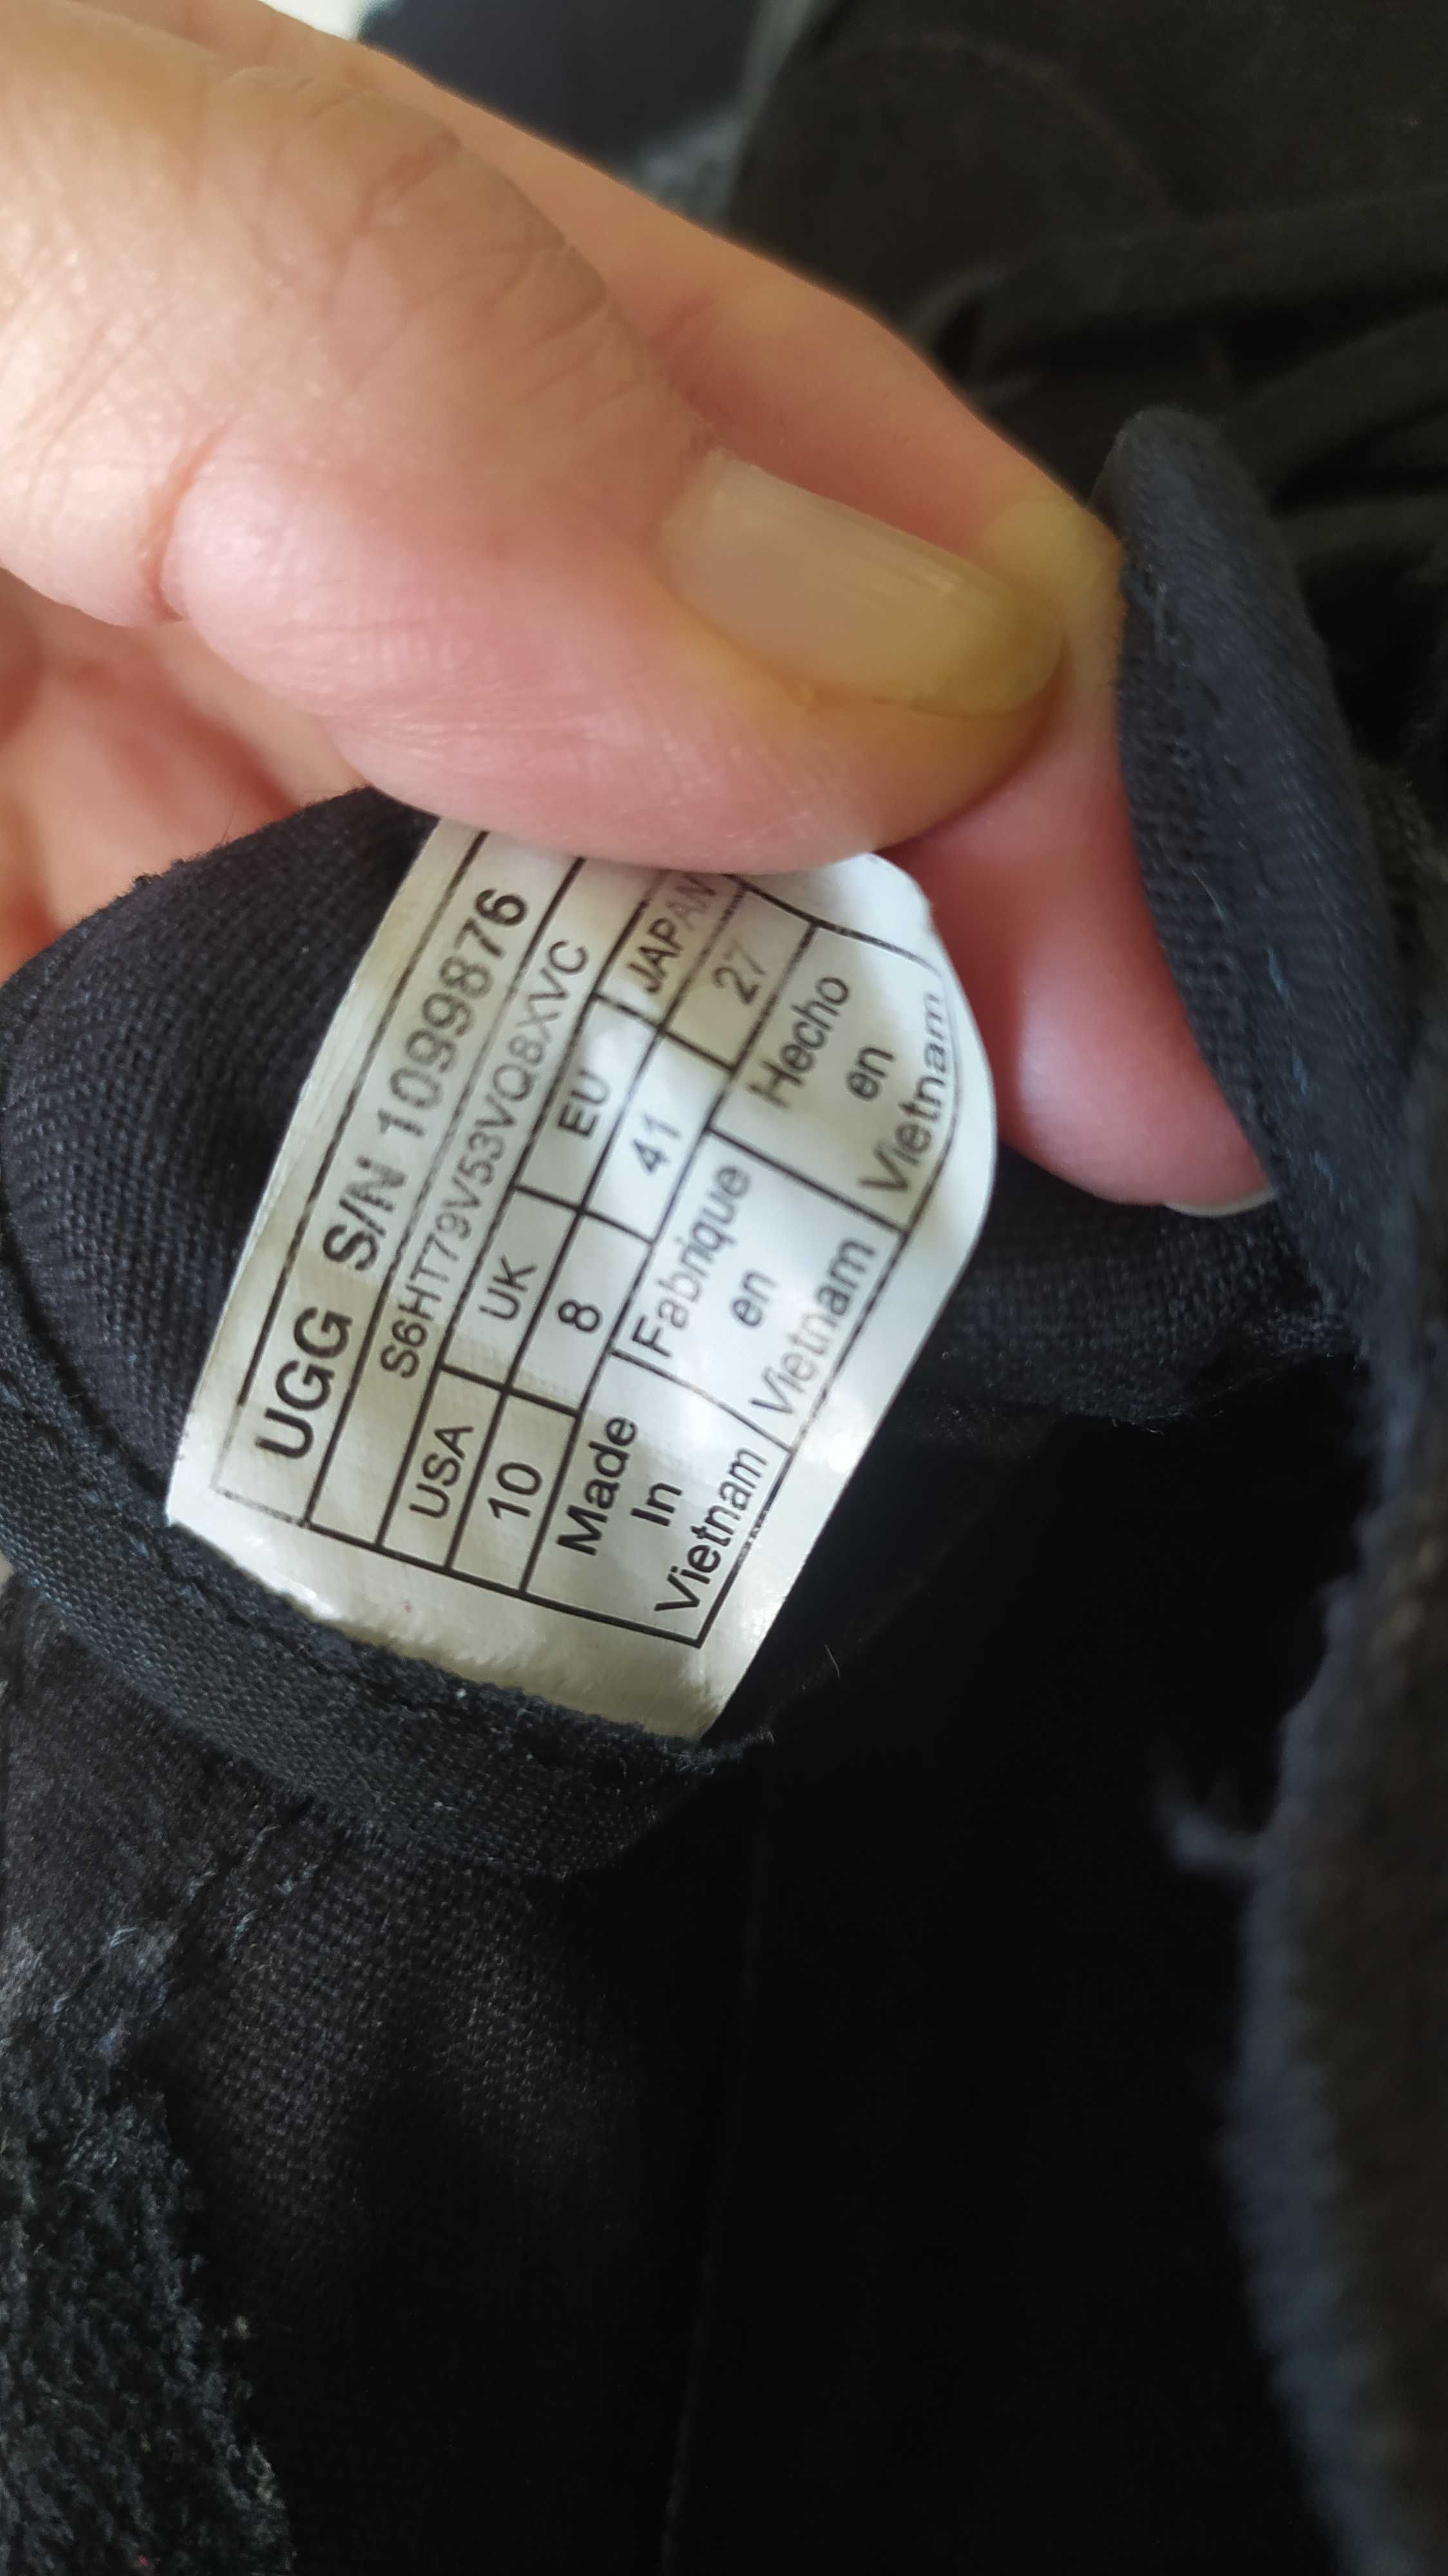 UGG S/N 1099876
S6HT79V53VQ8XVC
USA UK EU JAPAN
10 8 41 27
Made Fabrique Hecho
In en en
Vietnam Vietnam Vietnam